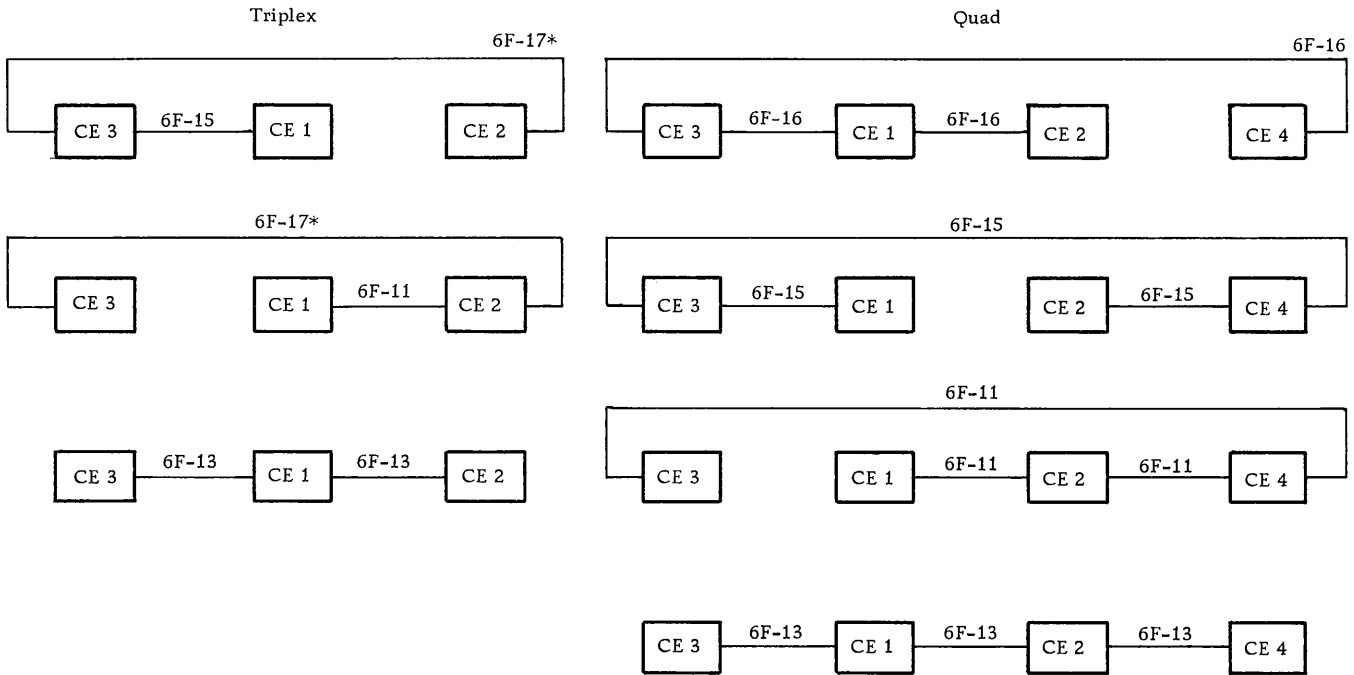 Triplex
6F-17*
CE 3 6F-15 CE 1 CE 2
6F-17*
CE 3 CE 1 6F-11 CE 2
CE 3 6F-13 CE 1 6F-13 CE 2
Quad
6F-16
CE 3 6F-16 CE 1 6F-16 CE 2 CE 4
6F-15
CE 3 6F-15 CE 1 CE 2 6F-15 CE 4
6F-11
CE 3 CE 1 6F-11 CE 2 6F-11 CE 4
CE 3 6F-13 CE 1 6F-13 CE 2 6F-13 CE 4